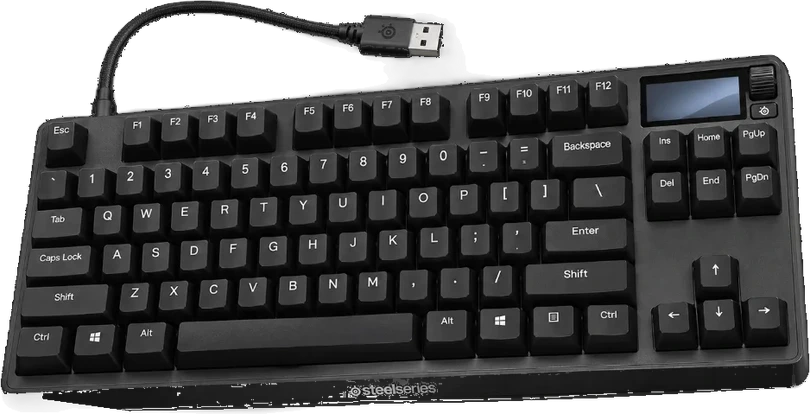 Esc F1 F2 F3 F4 F5 F6 F7 F8 F9 F10 F11 F12
` 1 2 3 4 5 6 7 8 9 0 - = Backspace Ins Home PgUp
Tab Q W E R T Y U I O P [ ] \ Del End PgDn
Caps Lock A S D F G H J K L ; ' Enter
Shift Z X C V B N M , . / Shift ↑
Ctrl Alt Alt Ctrl ← ↓ →
steelseries